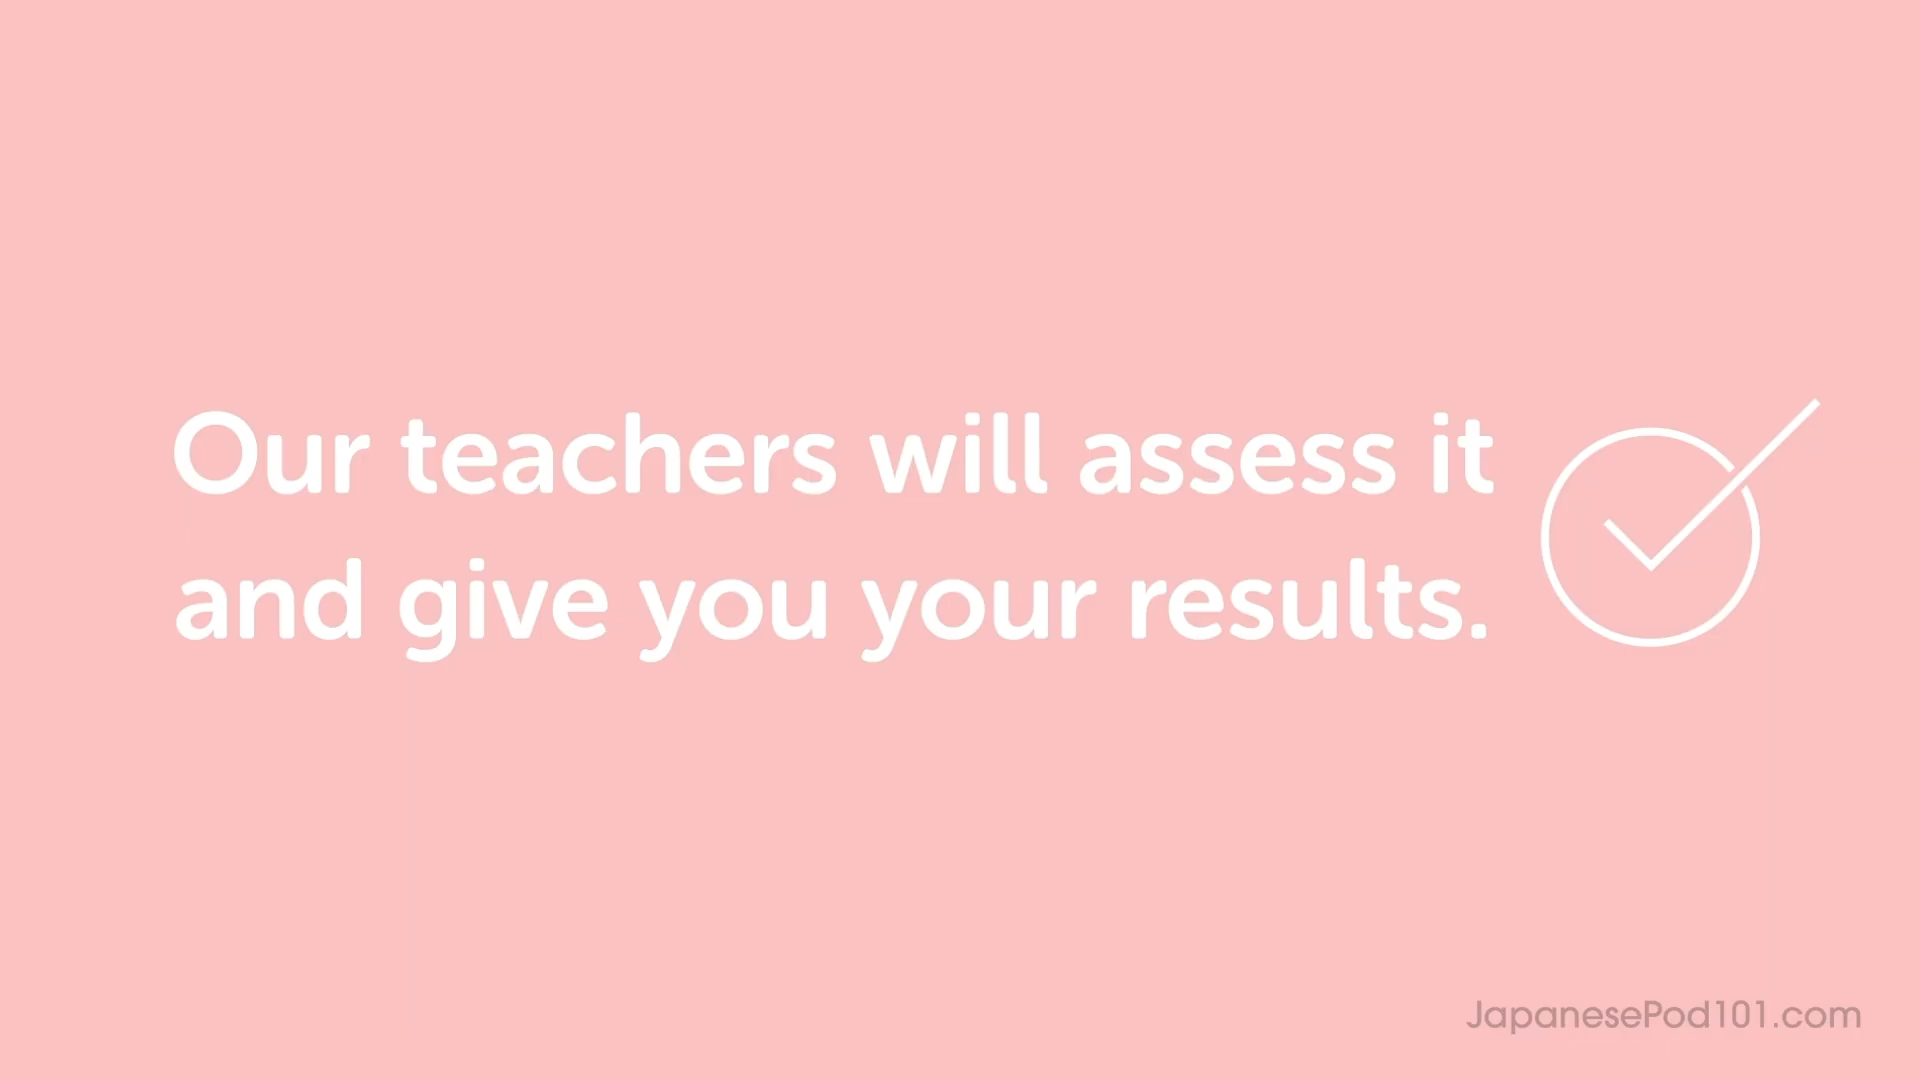 Our teachers will assess it
and give you your results.
JapanesePod101.com